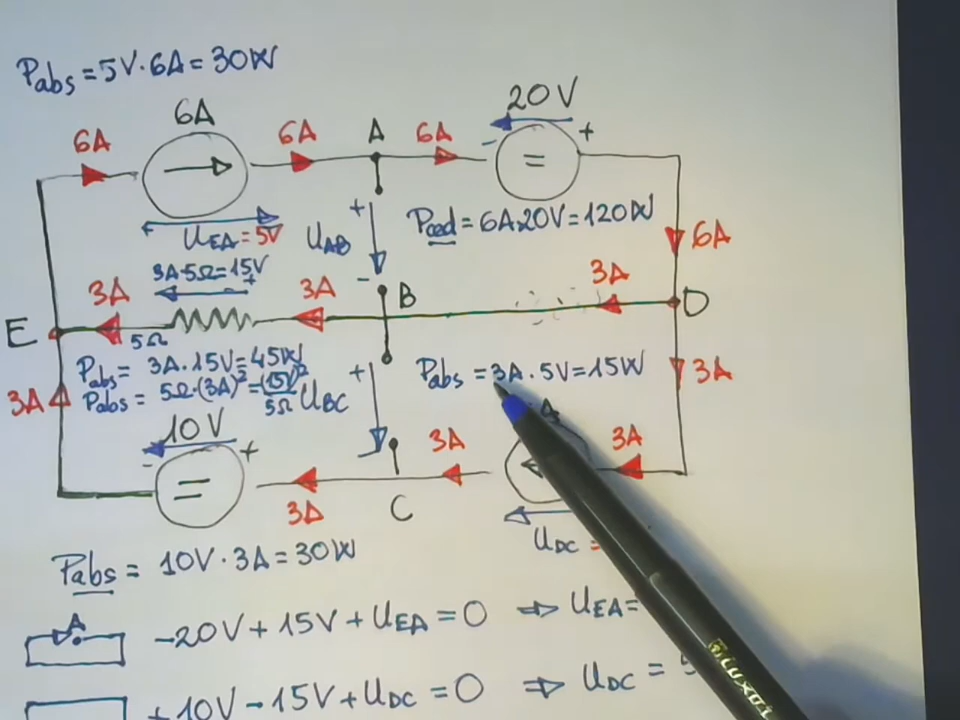 Pabs = 5V·6A = 30W
20V
6A
6A 6A A 6A +
-
=
+ Pced = 6A·20V = 120W
UEA = 5V UAB 6A
3A·5Ω = 15V -
+ 3A
3A 3A B D
E 5Ω
Pabs = 3A·15V = 45W + Pabs = 3A·5V = 15W 3A
3A Pabs = 5Ω·(3A)² = (15V)²/5Ω UBC
10V
- + 3A 3A
=
3A C
UDC =
Pabs = 10V·3A = 30W
A -20V + 15V + UEA = 0 ⇒ UEA =
+10V - 15V + UDC = 0 ⇒ UDC = 5
LUXOR